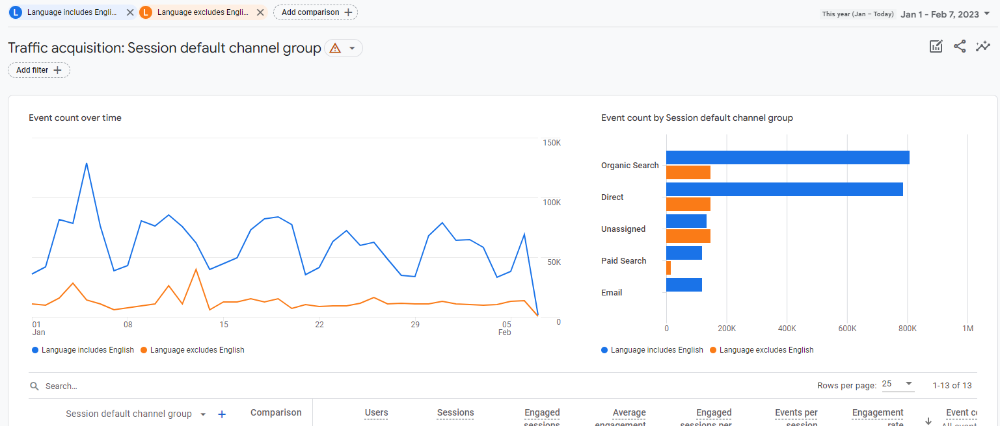 L Language includes Engli... L Language excludes Engli... Add comparison
This year (Jan – Today) Jan 1 - Feb 7, 2023
Traffic acquisition: Session default channel group
Add filter
Event count over time
150K
100K
50K
0
01 08 15 22 29 05
Jan Feb
Language includes English Language excludes English
Event count by Session default channel group
Organic Search
Direct
Unassigned
Paid Search
Email
0 200K 400K 600K 800K 1M
Language includes English Language excludes English
Search...
Rows per page: 25 1-13 of 13
Session default channel group Comparison Users Sessions Engaged Average Engaged Events per Engagement Event co
sessions engagement sessions per session rate All event